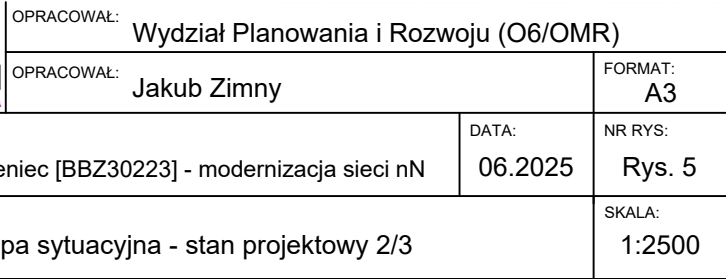 OPRACOWAŁ:
Wydział Planowania i Rozwoju (O6/OMR)
OPRACOWAŁ:
Jakub Zimny
FORMAT:
A3
eniec [BBZ30223] - modernizacja sieci nN
DATA:
06.2025
NR RYS:
Rys. 5
pa sytuacyjna - stan projektowy 2/3
SKALA:
1:2500